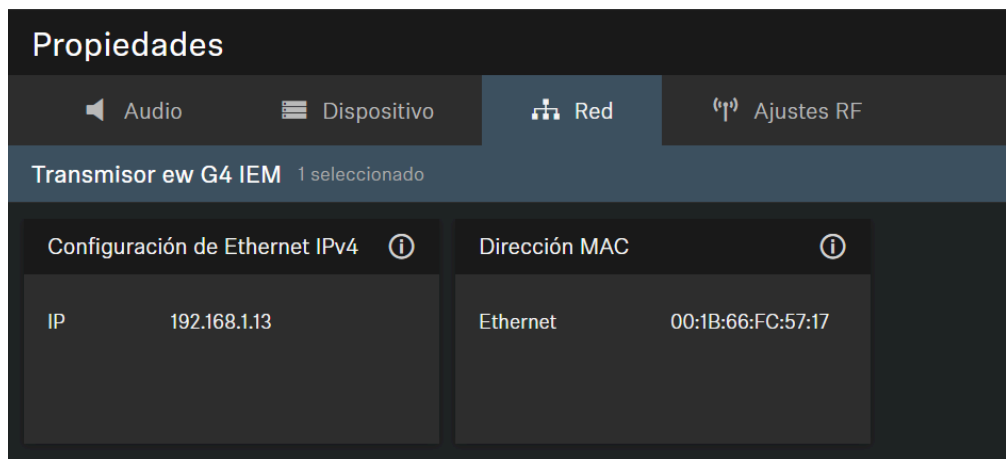 Propiedades
Audio Dispositivo Red Ajustes RF
Transmisor ew G4 IEM 1 seleccionado
Configuración de Ethernet IPv4 Dirección MAC
IP 192.168.1.13 Ethernet 00:1B:66:FC:57:17